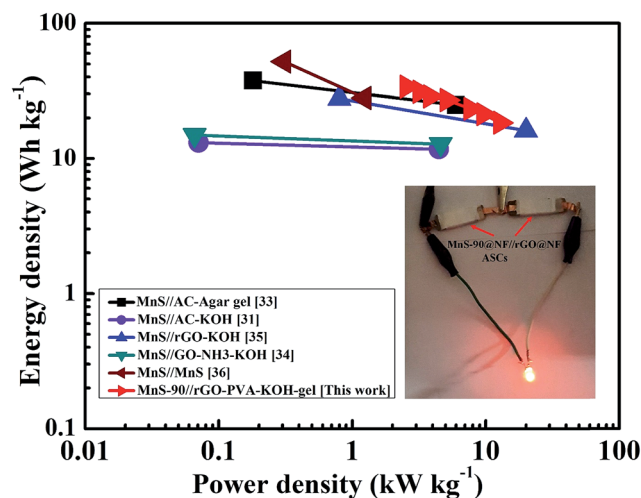 Energy density (Wh kg⁻¹)
100
10
1
0.1
MnS-90@NF//rGO@NF
ASCs
MnS//AC-Agar gel [33]
MnS//AC-KOH [31]
MnS//rGO-KOH [35]
MnS//GO-NH3-KOH [34]
MnS//MnS [36]
MnS-90//rGO-PVA-KOH-gel [This work]
0.01 0.1 1 10 100
Power density (kW kg⁻¹)